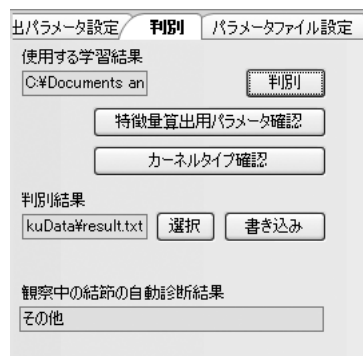 出パラメータ設定 判別 パラメータファイル設定
使用する学習結果
C:¥Documents an 判別
特徴量算出用パラメータ確認
カーネルタイプ確認
判別結果
kuData¥result.txt 選択 書き込み
観察中の結節の自動診断結果
その他